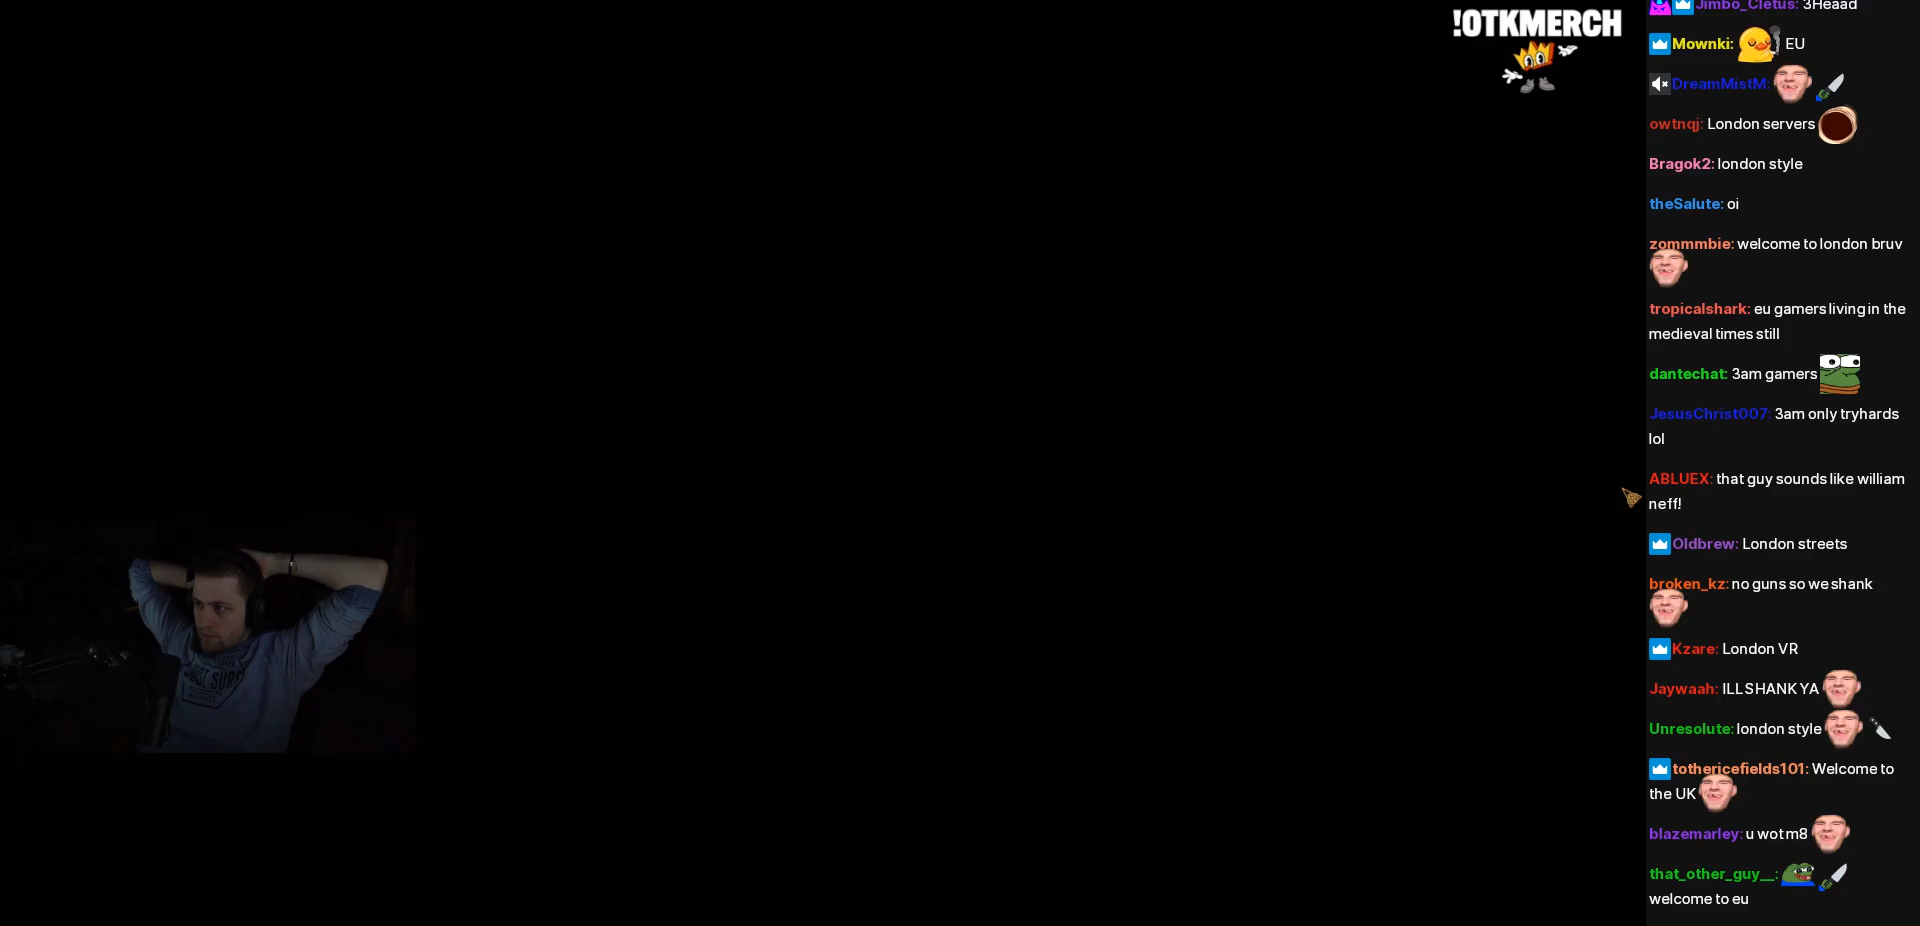 !OTKMERCH
Jimbo_Cletus: 3Head
Mownki: EU
DreamMistM:
owtnqj: London servers
Bragok2: london style
theSalute: oi
zommmbie: welcome to london bruv
tropicalshark: eu gamers living in the
medieval times still
dantechat: 3am gamers
JesusChrist007: 3am only tryhards
lol
ABLUEX: that guy sounds like william
neff!
Oldbrew: London streets
broken_kz: no guns so we shank
Kzare: London VR
Jaywaah: ILL SHANK YA
Unresolute: london style
tothericefields101: Welcome to
the UK
blazemarley: u wot m8
that_other_guy__:
welcome to eu